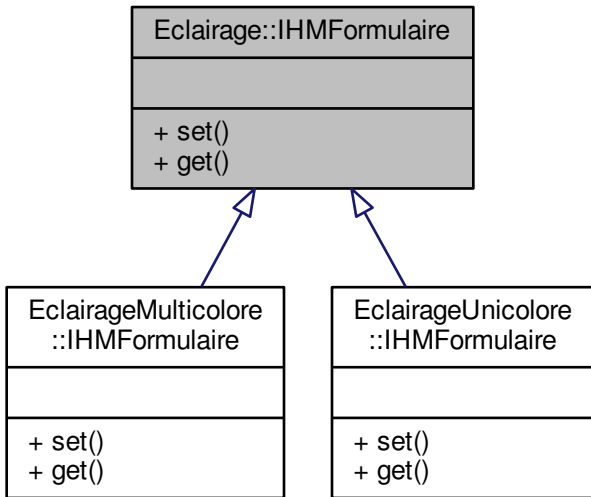 Eclairage::IHMFormulaire
+ set()
+ get()
EclairageMulticolore
::IHMFormulaire
+ set()
+ get()
EclairageUnicolore
::IHMFormulaire
+ set()
+ get()